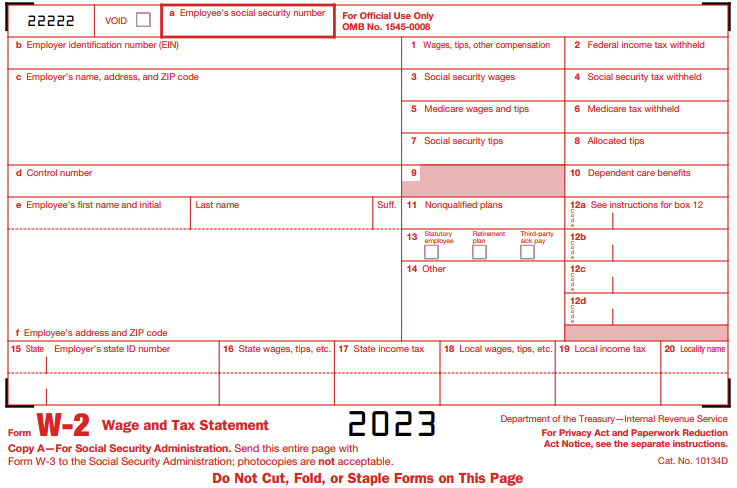 22222
VOID
a Employee's social security number
For Official Use Only
OMB No. 1545-0008
b Employer identification number (EIN)
1 Wages, tips, other compensation
2 Federal income tax withheld
c Employer's name, address, and ZIP code
3 Social security wages
4 Social security tax withheld
5 Medicare wages and tips
6 Medicare tax withheld
7 Social security tips
8 Allocated tips
d Control number
9
10 Dependent care benefits
e Employee's first name and initial
Last name
Suff.
11 Nonqualified plans
12a See instructions for box 12
Code
13 Statutory employee
Retirement plan
Third-party sick pay
12b
Code
14 Other
12c
Code
12d
Code
f Employee's address and ZIP code
15 State Employer's state ID number
16 State wages, tips, etc.
17 State income tax
18 Local wages, tips, etc.
19 Local income tax
20 Locality name
Form W-2 Wage and Tax Statement
2023
Department of the Treasury—Internal Revenue Service
For Privacy Act and Paperwork Reduction
Act Notice, see the separate instructions.
Copy A—For Social Security Administration. Send this entire page with
Form W-3 to the Social Security Administration; photocopies are not acceptable.
Cat. No. 10134D
Do Not Cut, Fold, or Staple Forms on This Page